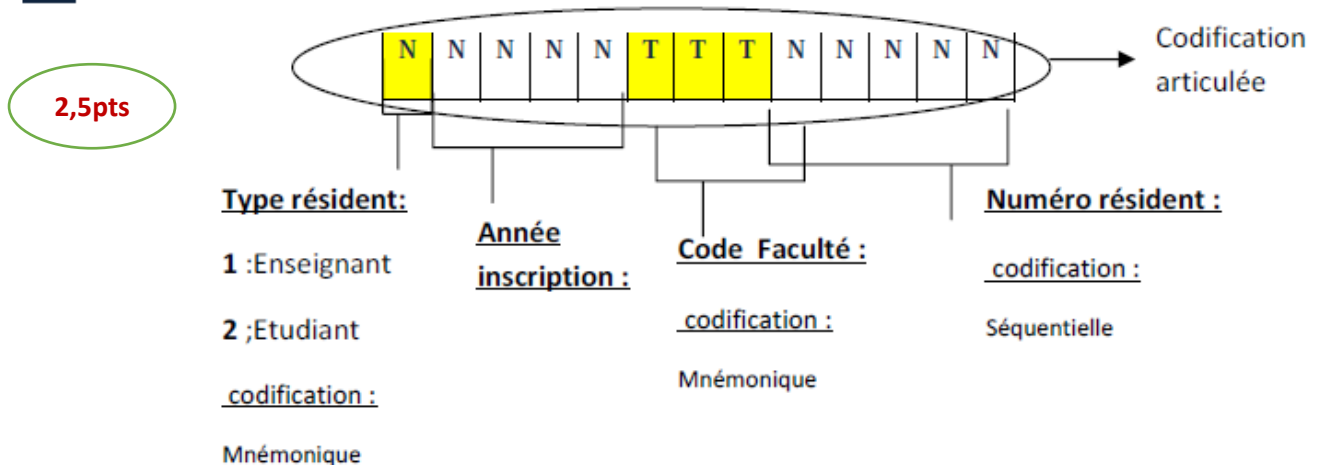 N N N N N T T T N N N N N
Codification
articulée
2,5pts
Type résident:
1 :Enseignant
2 ;Etudiant
codification :
Mnémonique
Année
inscription :
Code Faculté :
codification :
Mnémonique
Numéro résident :
codification :
Séquentielle